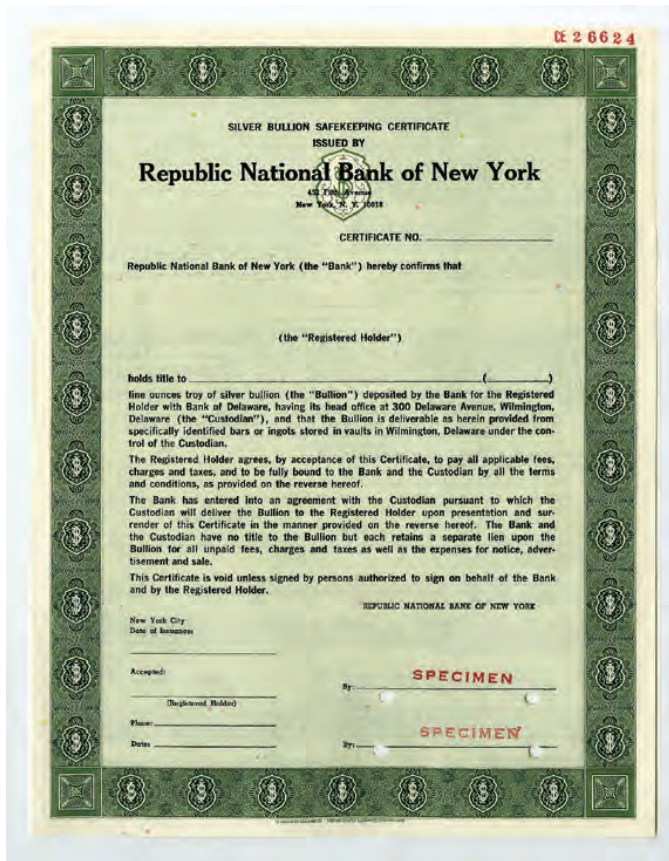 CE 26624
SILVER BULLION SAFEKEEPING CERTIFICATE
ISSUED BY
Republic National Bank of New York
452 Fifth Avenue
New York, N. Y. 10018
CERTIFICATE NO.
Republic National Bank of New York (the "Bank") hereby confirms that
(the "Registered Holder")
holds title to ( )
fine ounces troy of silver bullion (the "Bullion") deposited by the Bank for the Registered
Holder with Bank of Delaware, having its head office at 300 Delaware Avenue, Wilmington,
Delaware (the "Custodian"), and that the Bullion is deliverable as herein provided from
specifically identified bars or ingots stored in vaults in Wilmington, Delaware under the con-
trol of the Custodian.
The Registered Holder agrees, by acceptance of this Certificate, to pay all applicable fees,
charges and taxes, and to be fully bound to the Bank and the Custodian by all the terms
and conditions, as provided on the reverse hereof.
The Bank has entered into an agreement with the Custodian pursuant to which the
Custodian will deliver the Bullion to the Registered Holder upon presentation and sur-
render of this Certificate in the manner provided on the reverse hereof. The Bank and
the Custodian have no title to the Bullion but each retains a separate lien upon the
Bullion for all unpaid fees, charges and taxes as well as the expenses for notice, adver-
tisement and sale.
This Certificate is void unless signed by persons authorized to sign on behalf of the Bank
and by the Registered Holder.
REPUBLIC NATIONAL BANK OF NEW YORK
New York City
Date of Issuance:
Accepted:
(Registered Holder)
Place:
Date:
By: SPECIMEN
By: SPECIMEN